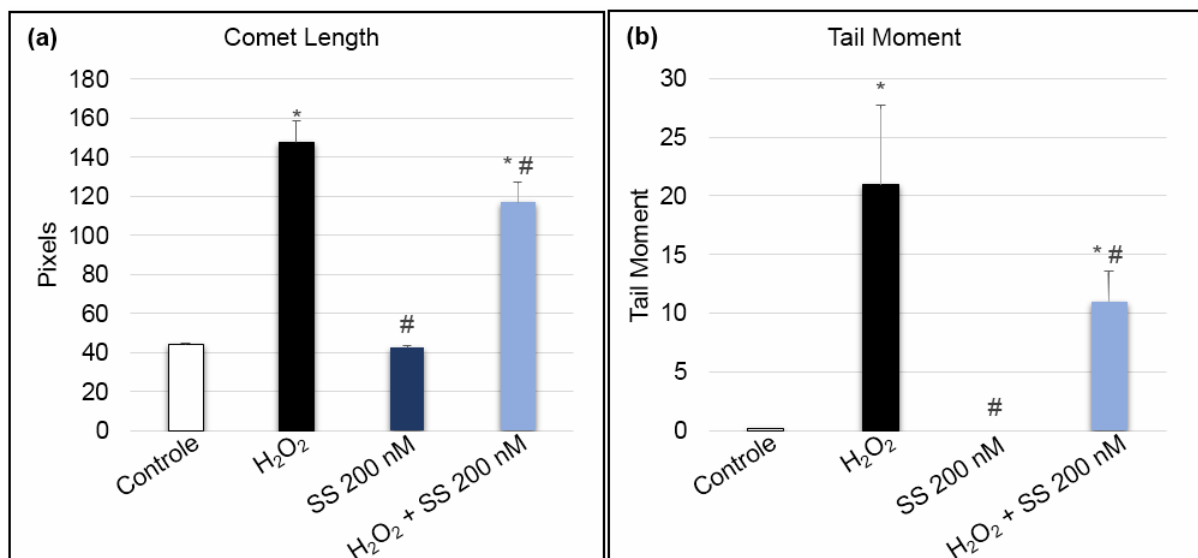 (a) Comet Length
Pixels
180
160
140
120
100
80
60
40
20
0
*
#
* #
Controle
H₂O₂
SS 200 nM
H₂O₂ + SS 200 nM
(b) Tail Moment
Tail Moment
30
25
20
15
10
5
0
*
#
* #
Controle
H₂O₂
SS 200 nM
H₂O₂ + SS 200 nM